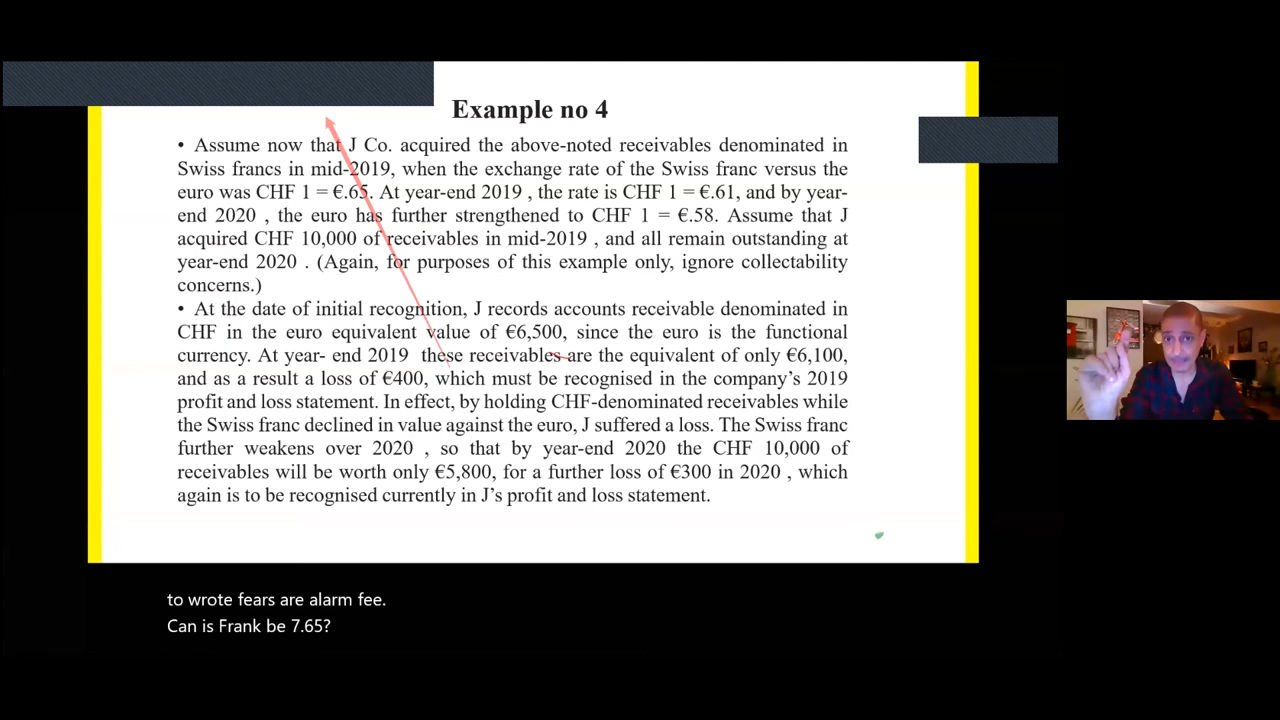 Example no 4
• Assume now that J Co. acquired the above-noted receivables denominated in
Swiss francs in mid-2019, when the exchange rate of the Swiss franc versus the
euro was CHF 1 = €.65. At year-end 2019 , the rate is CHF 1 = €.61, and by year-
end 2020 , the euro has further strengthened to CHF 1 = €.58. Assume that J
acquired CHF 10,000 of receivables in mid-2019 , and all remain outstanding at
year-end 2020 . (Again, for purposes of this example only, ignore collectability
concerns.)
• At the date of initial recognition, J records accounts receivable denominated in
CHF in the euro equivalent value of €6,500, since the euro is the functional
currency. At year- end 2019 these receivables are the equivalent of only €6,100,
and as a result a loss of €400, which must be recognised in the company’s 2019
profit and loss statement. In effect, by holding CHF-denominated receivables while
the Swiss franc declined in value against the euro, J suffered a loss. The Swiss franc
further weakens over 2020 , so that by year-end 2020 the CHF 10,000 of
receivables will be worth only €5,800, for a further loss of €300 in 2020 , which
again is to be recognised currently in J’s profit and loss statement.
to wrote fears are alarm fee.
Can is Frank be 7.65?